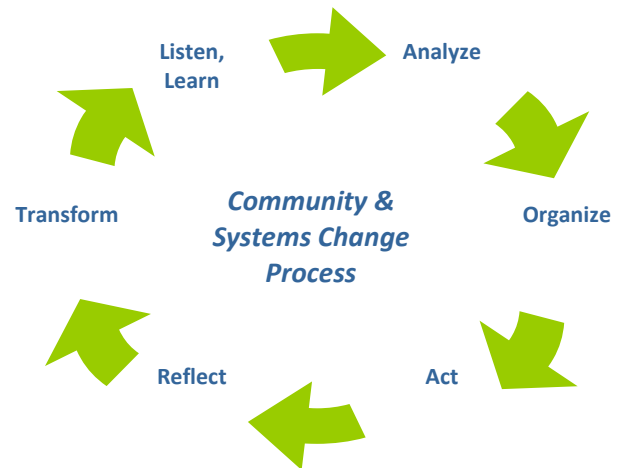 Listen,
Learn
Analyze
Organize
Act
Reflect
Transform
Community &
Systems Change
Process